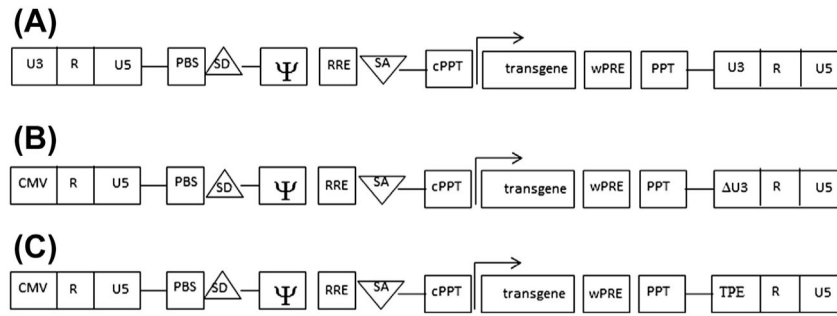 (A)
U3 R U5 PBS SD Ψ RRE SA cPPT transgene wPRE PPT U3 R U5
(B)
CMV R U5 PBS SD Ψ RRE SA cPPT transgene wPRE PPT ΔU3 R U5
(C)
CMV R U5 PBS SD Ψ RRE SA cPPT transgene wPRE PPT TPE R U5